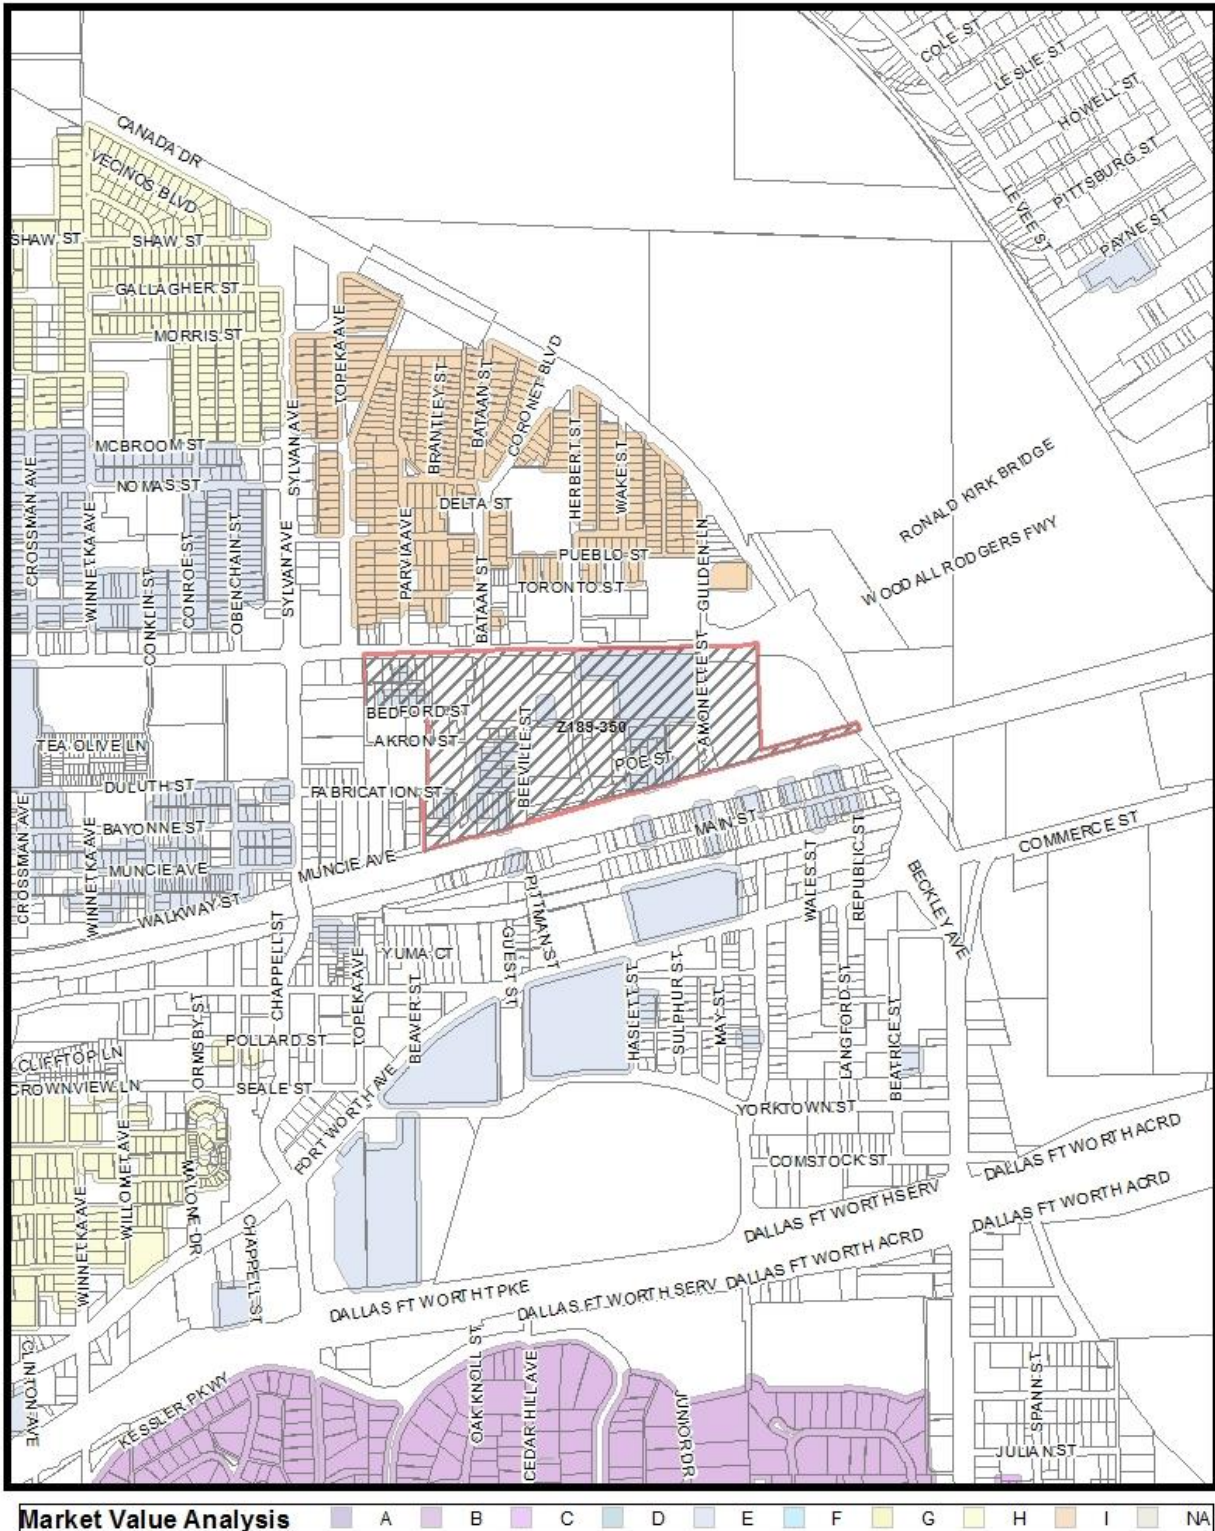 COLE ST
LESLIE ST
HOWELL ST
PITTSBURG ST
LEVEE ST
PAYNE ST
CANADA DR
VECINOS BLVD
SHAW ST
SHAW ST
GALLAGHER ST
MORRIS ST
TOPEKA AVE
BRANTLEY ST
BATAAN ST
CORONET BLVD
SYLVAN AVE
MCBROOM ST
NOMAS ST
HERBERT ST
WAKE ST
DELTA ST
CROSSMAN AVE
WINNETKA AVE
CONKLIN ST
CONROE ST
OBENCHAIN ST
SYLVAN AVE
PARVIA AVE
BATAAN ST
PUEBLO ST
TORONTO ST
GULDEN LN
RONALD KIRK BRIDGE
WOODALL RODGERS FWY
BEDFORD ST
AKRON ST
BEEVILLE ST
Z189-350
AMONETTE ST
POE ST
TEA OLIVE LN
DULUTH ST
FABRICATION ST
BAYONNE ST
MUNCIE AVE
MUNCIE AVE
CROSSMAN AVE
WINNETKA AVE
WALKWAY ST
MAIN ST
COMMERCE ST
WALES ST
REPUBLIC ST
BECKLEY AVE
CHAPPELL ST
YUMA CT
GUEST ST
PITTMAN ST
TOPEKA AVE
BEAVER ST
HASLETT ST
SULPHUR ST
MAY ST
LANGFORD ST
BEATRICE ST
ORMSBY ST
POLLARD ST
CLIFFTOP LN
CROWNVIEW LN
SEALE ST
FORT WORTH AVE
YORKTOWN ST
COMSTOCK ST
WILLOMET AVE
WINNETKA AVE
MALONE DR
CHAPPELL ST
DALLAS FT WORTH ACRD
DALLAS FT WORTH SERV
DALLAS FT WORTH ACRD
DALLAS FT WORTH ACRD
DALLAS FT WORTH TPKE
DALLAS FT WORTH SERV
CLINTON AVE
KESSLER PKWY
OAK KNOLL ST
CEDAR HILL AVE
JUNIOR DR
SPANN ST
JULIAN ST
Market Value Analysis A B C D E F G H I NA